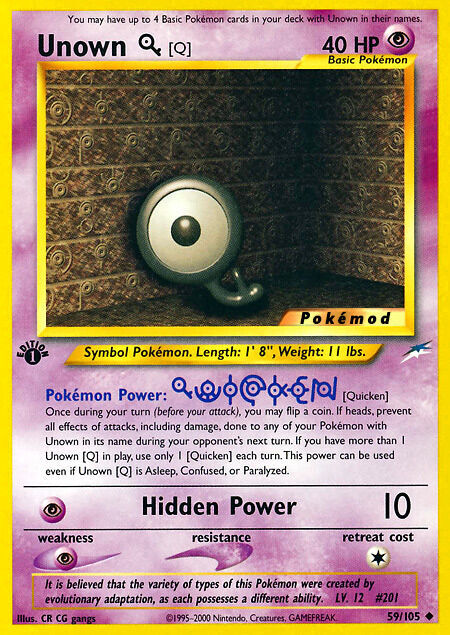 You may have up to 4 Basic Pokémon cards in your deck with Unown in their names.
Unown [Q] 40 HP
Basic Pokémon
Pokémod
EDITION 1
Symbol Pokémon. Length: 1' 8", Weight: 11 lbs.
Pokémon Power: [Quicken]
Once during your turn (before your attack), you may flip a coin. If heads, prevent
all effects of attacks, including damage, done to any of your Pokémon with
Unown in its name during your opponent's next turn. If you have more than 1
Unown [Q] in play, use only 1 [Quicken] each turn. This power can be used
even if Unown [Q] is Asleep, Confused, or Paralyzed.
Hidden Power 10
weakness resistance retreat cost
It is believed that the variety of types of this Pokémon were created by
evolutionary adaptation, as each possesses a different ability. LV. 12 #201
Illus. CR CG gangs ©1995-2000 Nintendo, Creatures, GAMEFREAK. 59/105